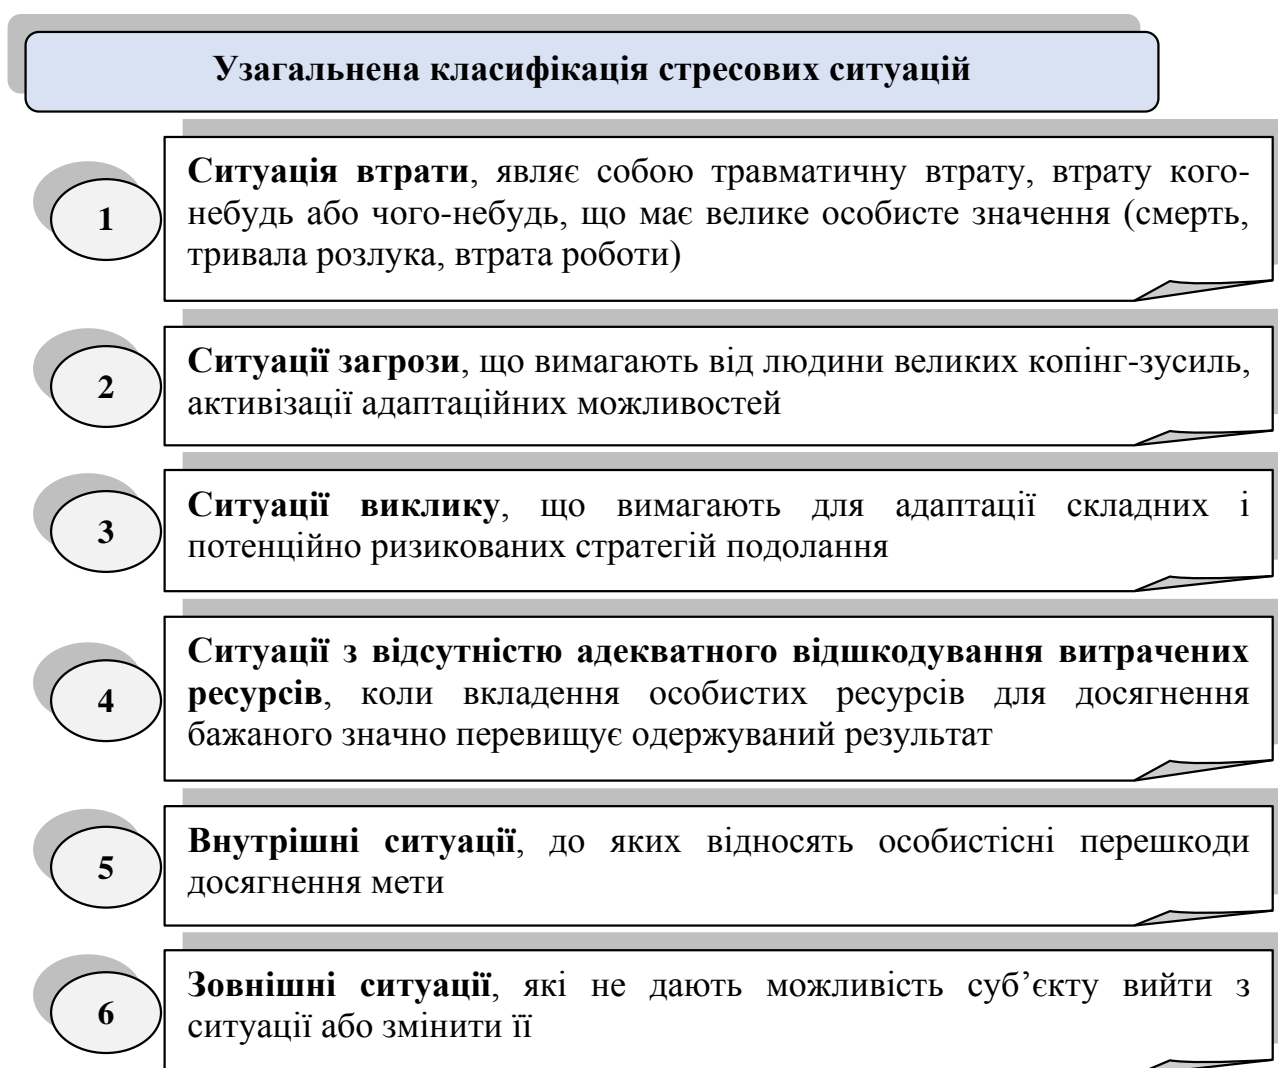 Узагальнена класифікація стресових ситуацій
1
Ситуація втрати, являє собою травматичну втрату, втрату кого-
небудь або чого-небудь, що має велике особисте значення (смерть,
тривала розлука, втрата роботи)
2
Ситуації загрози, що вимагають від людини великих копінг-зусиль,
активізації адаптаційних можливостей
3
Ситуації виклику, що вимагають для адаптації складних і
потенційно ризикованих стратегій подолання
4
Ситуації з відсутністю адекватного відшкодування витрачених
ресурсів, коли вкладення особистих ресурсів для досягнення
бажаного значно перевищує одержуваний результат
5
Внутрішні ситуації, до яких відносять особистісні перешкоди
досягнення мети
6
Зовнішні ситуації, які не дають можливість суб’єкту вийти з
ситуації або змінити її